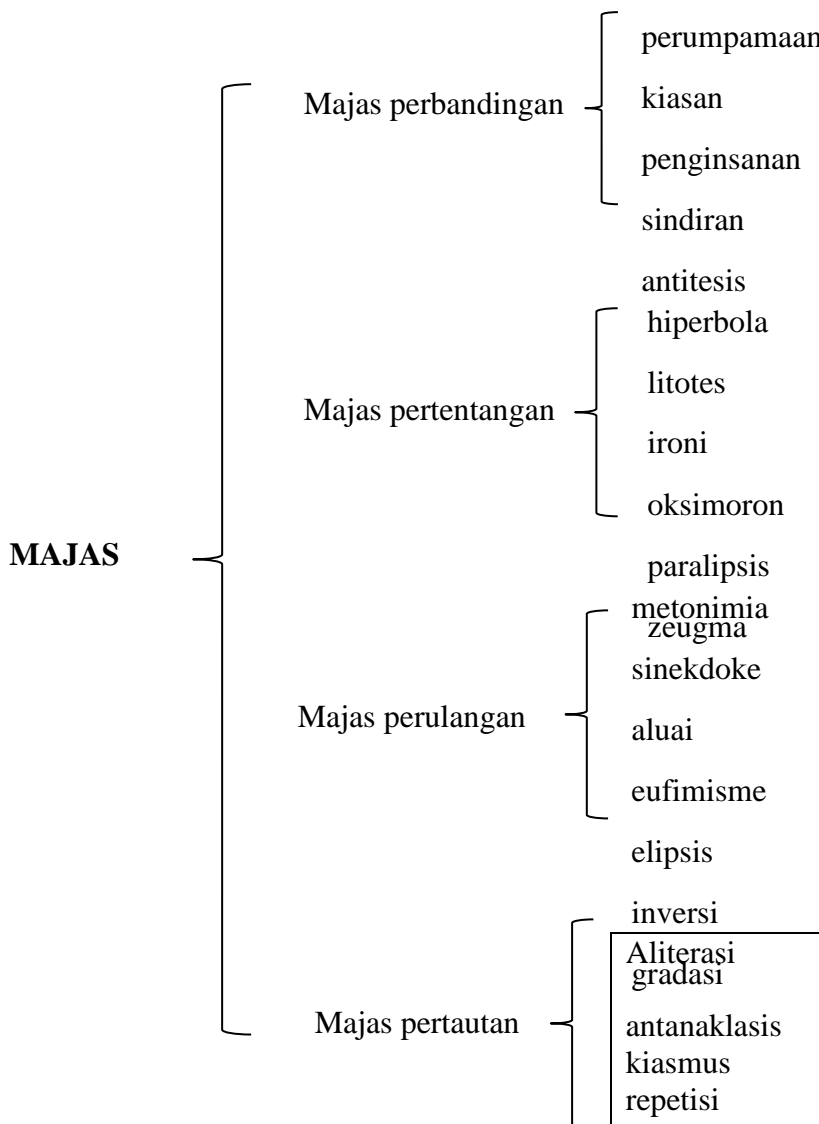 perumpamaan
Majas perbandingan
kiasan
penginsanan
sindiran
antitesis
hiperbola
litotes
Majas pertentangan
ironi
oksimoron
MAJAS
paralipsis
metonimia
zeugma
sinekdoke
Majas perulangan
aluai
eufimisme
elipsis
inversi
Aliterasi
gradasi
Majas pertautan
antanaklasis
kiasmus
repetisi